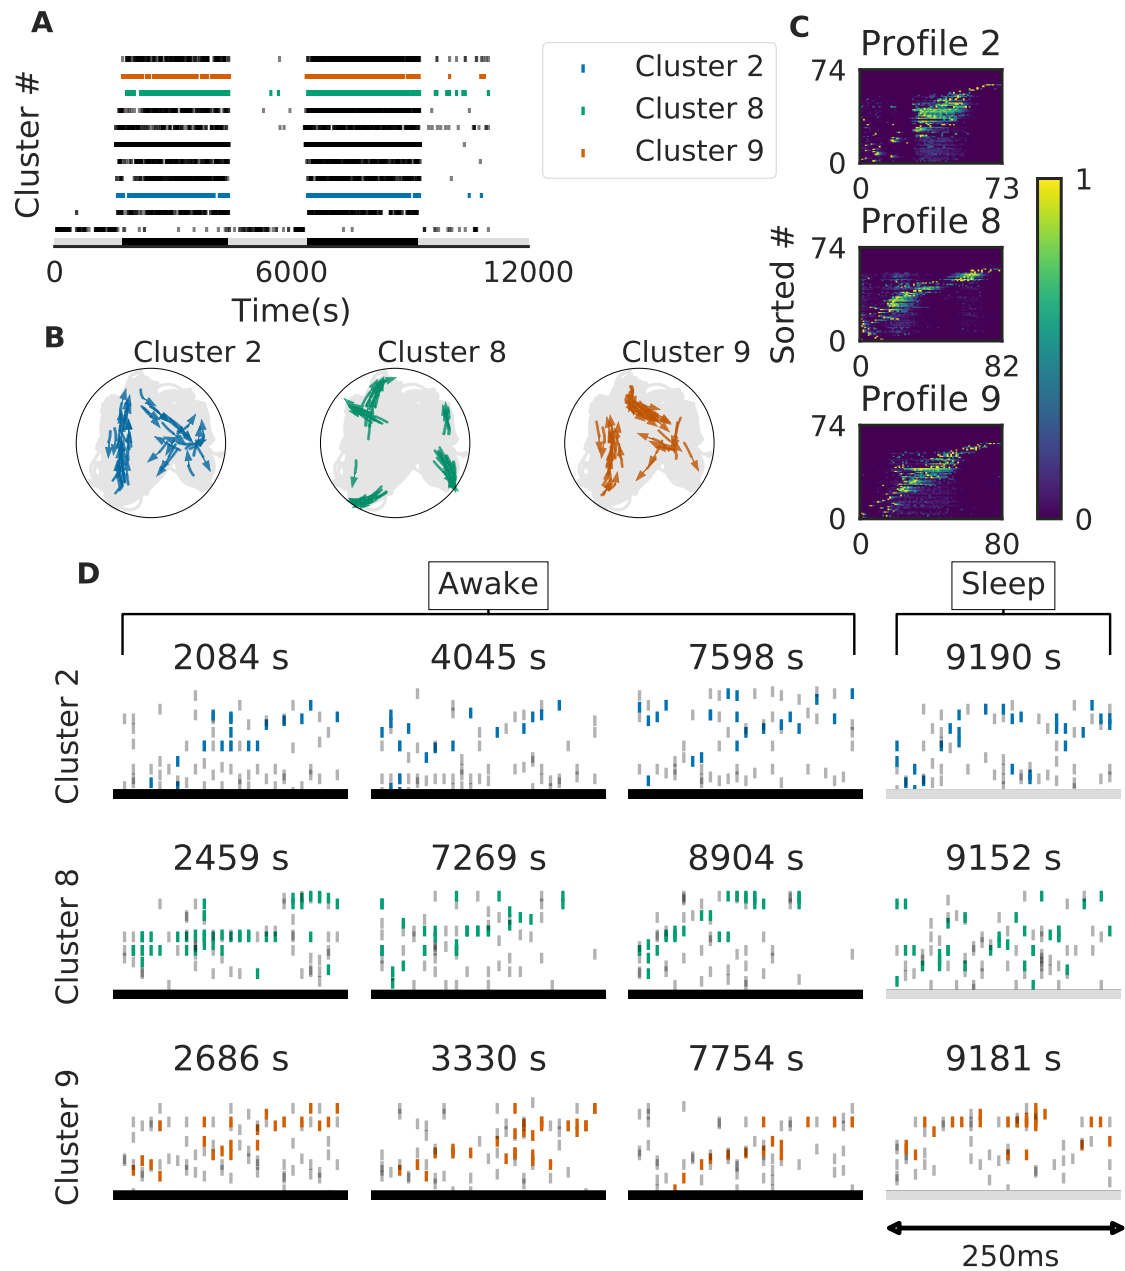 A
Cluster #
0
6000
12000
Time(s)
Cluster 2
Cluster 8
Cluster 9
B
Cluster 2
Cluster 8
Cluster 9
C
Profile 2
74
0
0
73
Profile 8
74
0
0
82
Profile 9
74
0
0
80
Sorted #
1
0
D
Awake
Sleep
Cluster 2
2084 s
4045 s
7598 s
9190 s
Cluster 8
2459 s
7269 s
8904 s
9152 s
Cluster 9
2686 s
3330 s
7754 s
9181 s
250ms